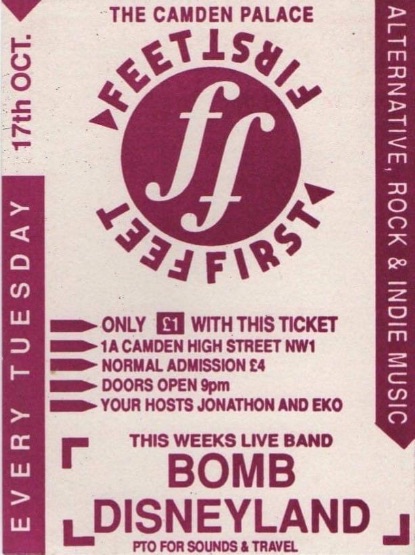 THE CAMDEN PALACE
FEET FIRST
ff
FEET FIRST
17th OCT.
EVERY TUESDAY
ALTERNATIVE, ROCK & INDIE MUSIC
ONLY £1 WITH THIS TICKET
1A CAMDEN HIGH STREET NW1
NORMAL ADMISSION £4
DOORS OPEN 9pm
YOUR HOSTS JONATHON AND EKO
THIS WEEKS LIVE BAND
BOMB
DISNEYLAND
PTO FOR SOUNDS & TRAVEL